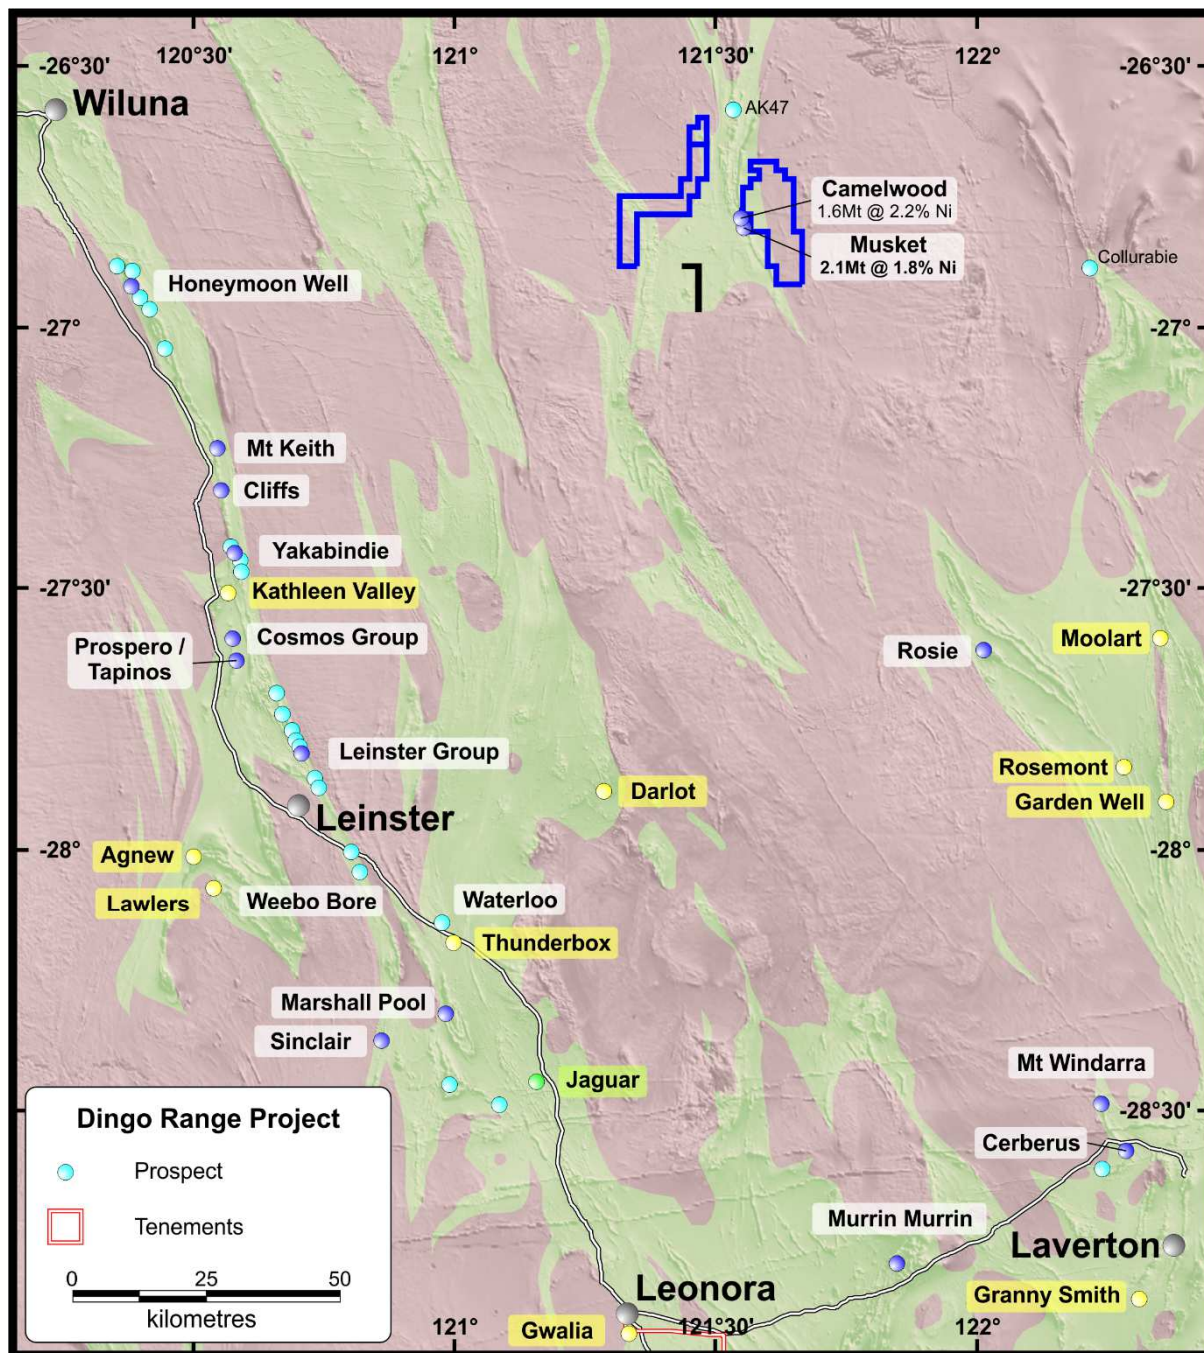 120°30'
121°
121°30'
122°
-26°30'
-26°30'
Wiluna
AK47
Camelwood
1.6Mt @ 2.2% Ni
Musket
2.1Mt @ 1.8% Ni
Collurabie
Honeymoon Well
-27°
-27°
Mt Keith
Cliffs
Yakabindie
Kathleen Valley
-27°30'
-27°30'
Cosmos Group
Prospero /
Tapinos
Rosie
Moolart
Leinster Group
Rosemont
Darlot
Garden Well
Leinster
-28°
-28°
Agnew
Lawlers
Weebo Bore
Waterloo
Thunderbox
Marshall Pool
Sinclair
Jaguar
Mt Windarra
-28°30'
Cerberus
Dingo Range Project
Prospect
Tenements
0 25 50
kilometres
Murrin Murrin
Laverton
Leonora
Granny Smith
Gwalia
121°
121°30'
122°